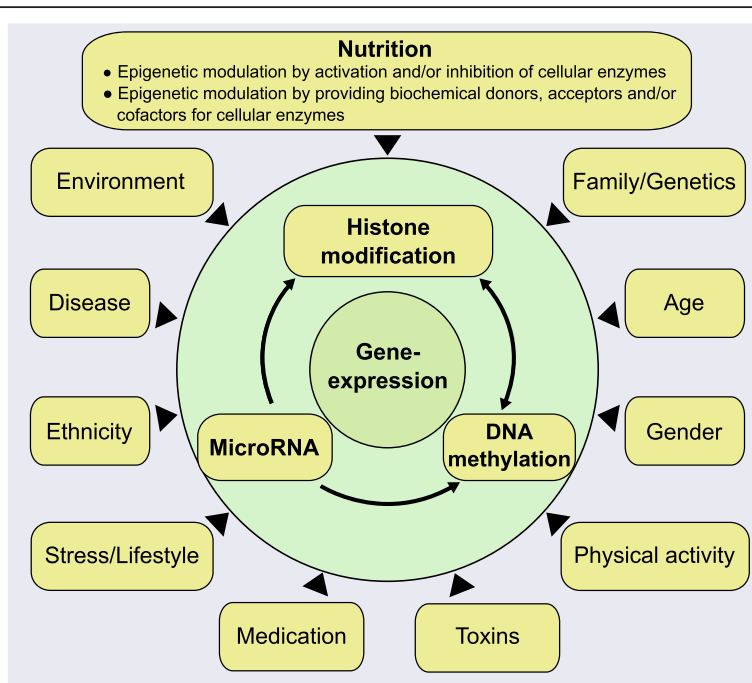 Nutrition
● Epigenetic modulation by activation and/or inhibition of cellular enzymes
● Epigenetic modulation by providing biochemical donors, acceptors and/or
cofactors for cellular enzymes
Environment
Family/Genetics
Histone
modification
Disease
Age
Gene-
expression
Ethnicity
MicroRNA
DNA
methylation
Gender
Stress/Lifestyle
Physical activity
Medication
Toxins